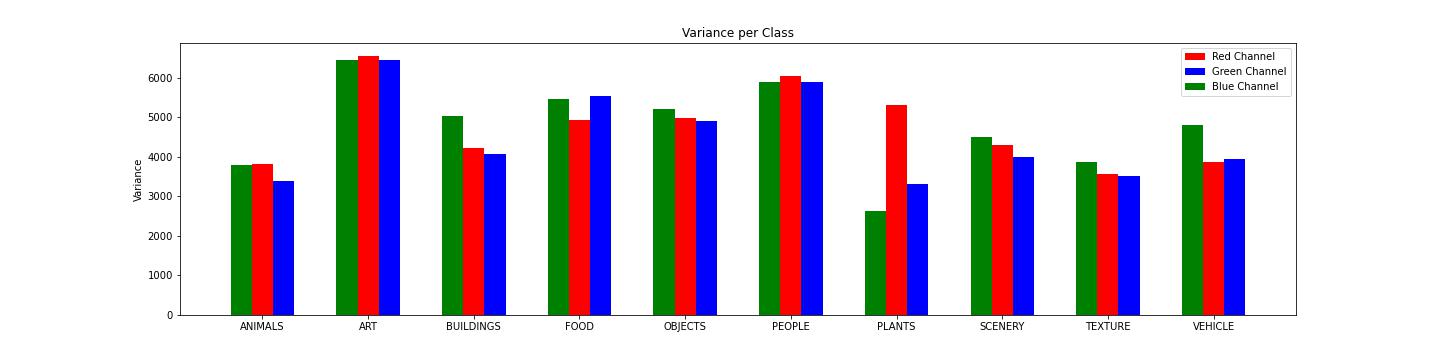 Variance per Class
Red Channel
Green Channel
Blue Channel
Variance
6000
5000
4000
3000
2000
1000
0
ANIMALS ART BUILDINGS FOOD OBJECTS PEOPLE PLANTS SCENERY TEXTURE VEHICLE